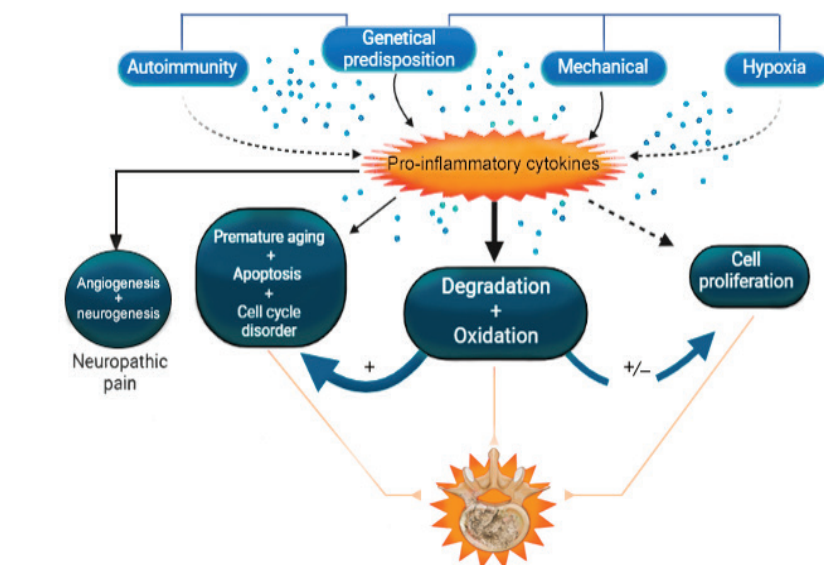 Autoimmunity
Genetical
predisposition
Mechanical
Hypoxia
Pro-inflammatory cytokines
Angiogenesis
+
neurogenesis
Neuropathic
pain
Premature aging
+
Apoptosis
+
Cell cycle
disorder
Degradation
+
Oxidation
Cell
proliferation
+
+/–